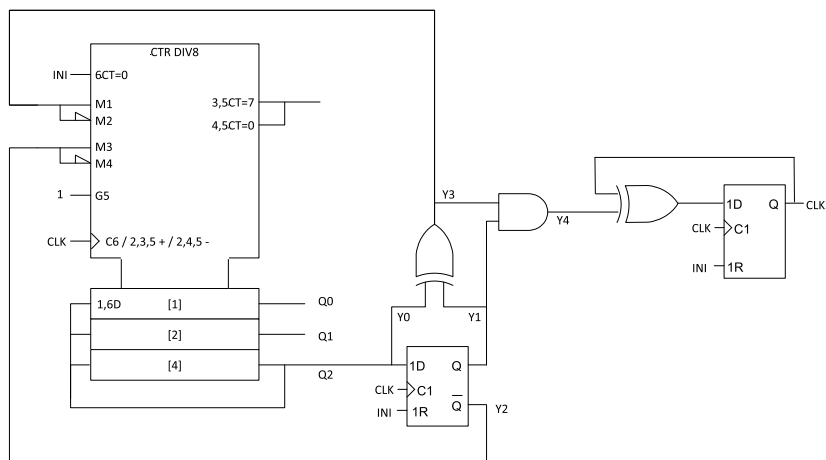 CTR DIV8
INI
6CT=0
M1
M2
3,5CT=7
4,5CT=0
M3
M4
1
G5
CLK
C6 / 2,3,5 + / 2,4,5 -
1,6D
[1]
Q0
[2]
Q1
[4]
Q2
Y3
Y4
Y0
Y1
1D
Q
CLK
C1
INI
1R
Q
Y2
1D
Q
CLK
CLK
C1
INI
1R